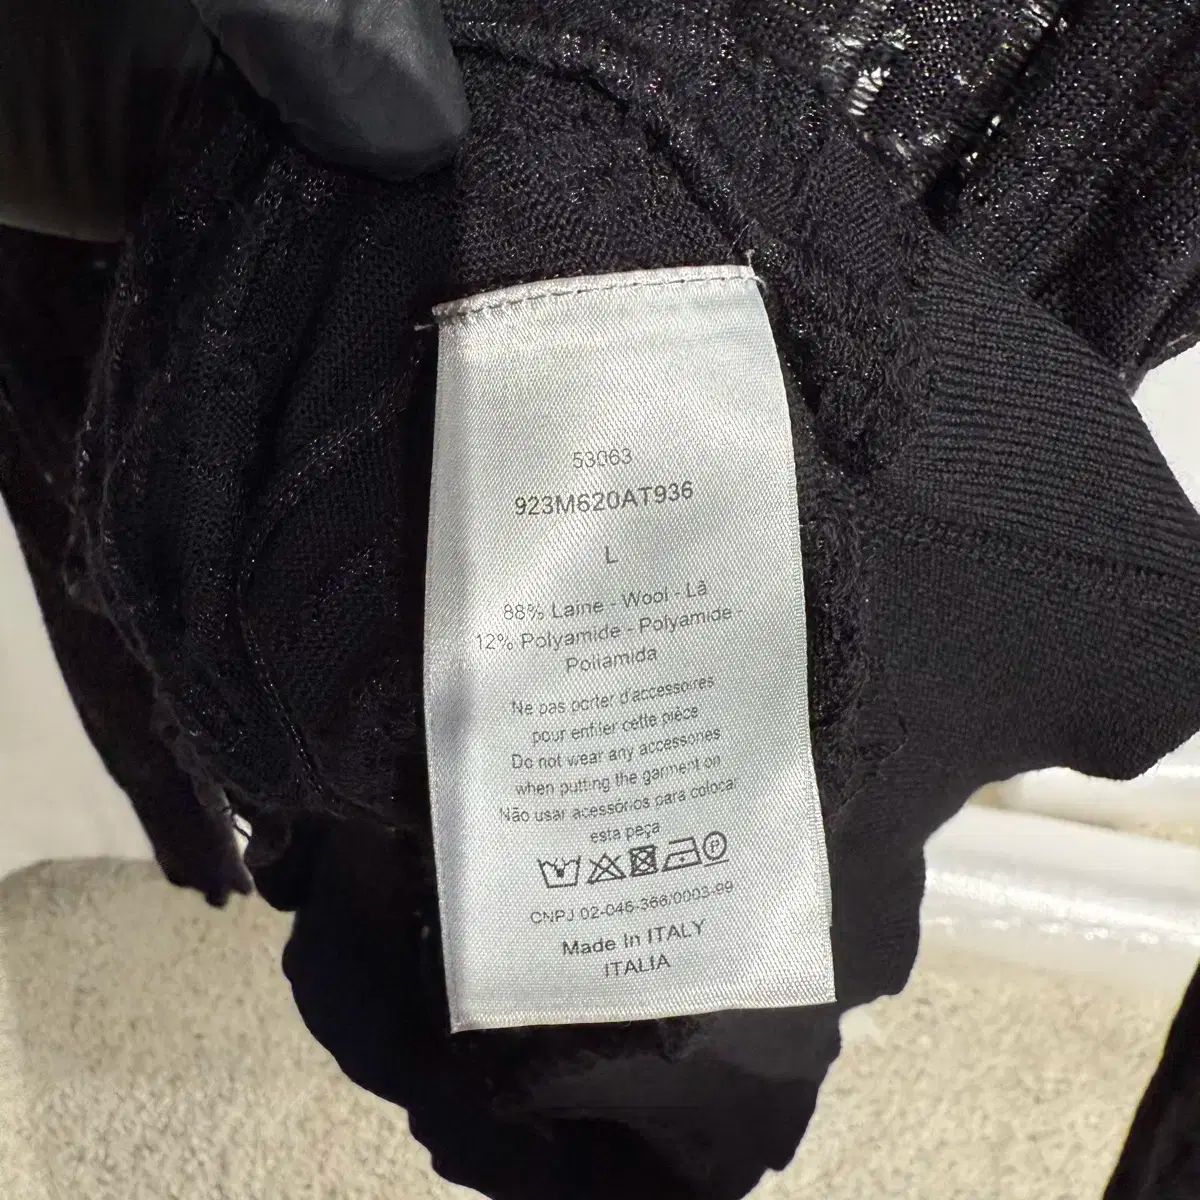 53063
923M620AT936
L
88% Laine - Wool - Lã
12% Polyamide - Polyamide -
Poliamida
Ne pas porter d'accessoires
pour enfiler cette pièce
Do not wear any accessories
when putting the garment on
Não usar acessórios para colocar
esta peça
CNPJ 02-046-366/0003-99
Made In ITALY
ITALIA